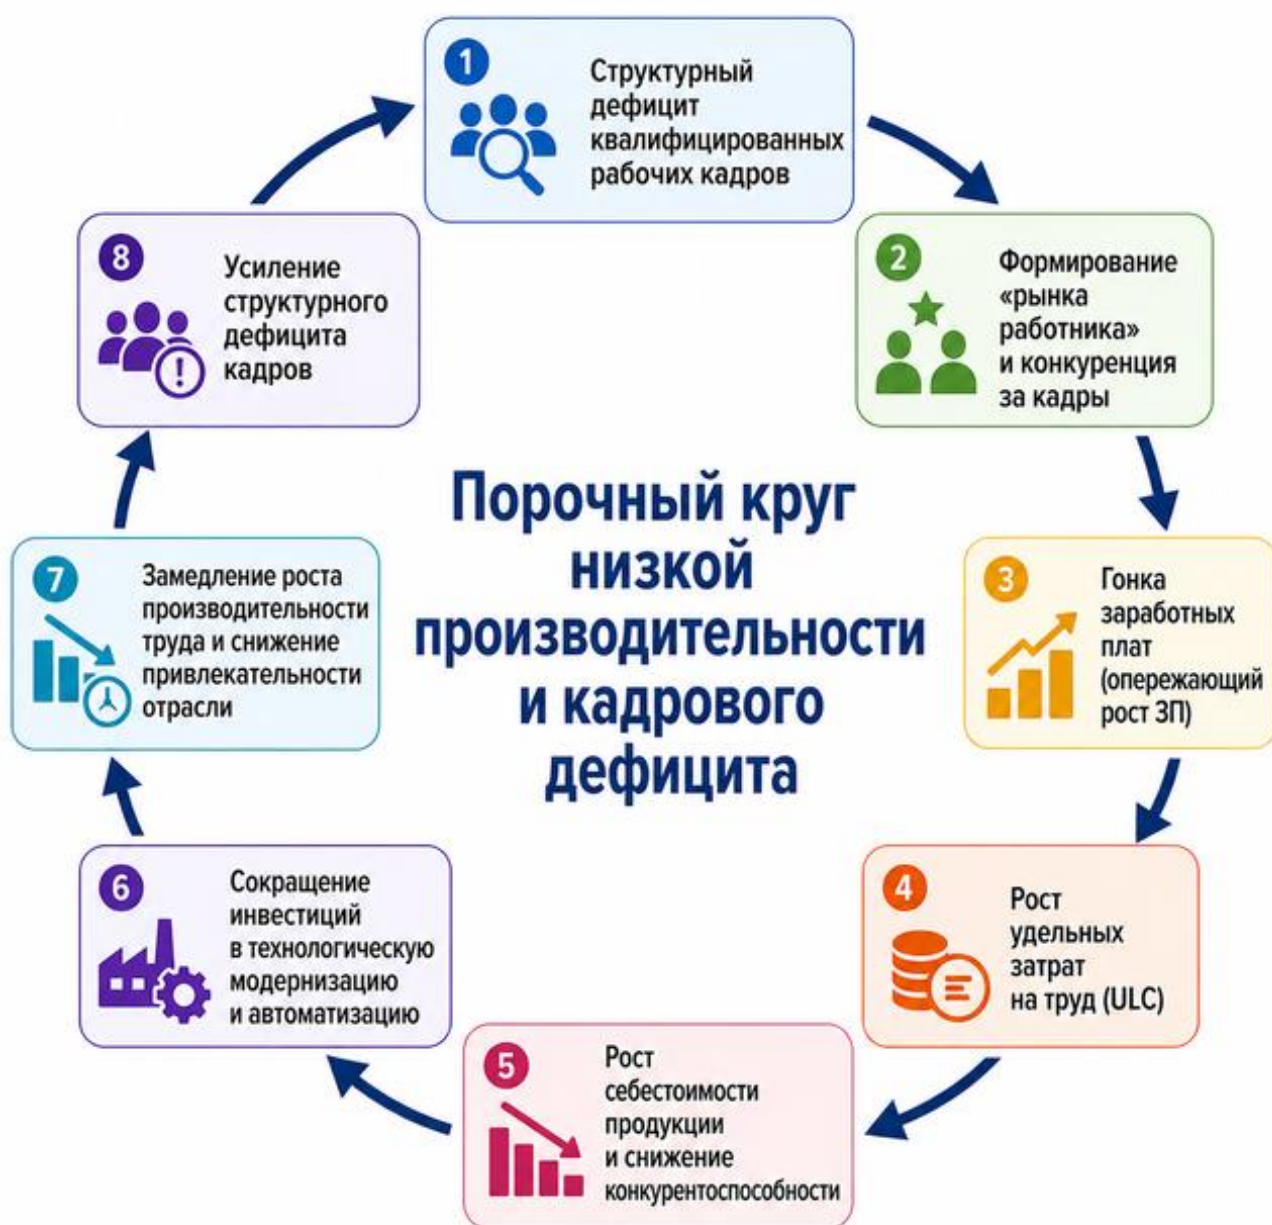 1
Структурный
дефицит
квалифицированных
рабочих кадров
2
Формирование
«рынка
работника»
и конкуренция
за кадры
3
Гонка
заработных
плат
(опережающий
рост ЗП)
4
Рост
удельных
затрат
на труд (ULC)
5
Рост
себестоимости
продукции
и снижение
конкурентоспособности
6
Сокращение
инвестиций
в технологическую
модернизацию
и автоматизацию
7
Замедление роста
производительности
труда и снижение
привлекательности
отрасли
8
Усиление
структурного
дефицита
кадров
Порочный круг
низкой
производительности
и кадрового
дефицита